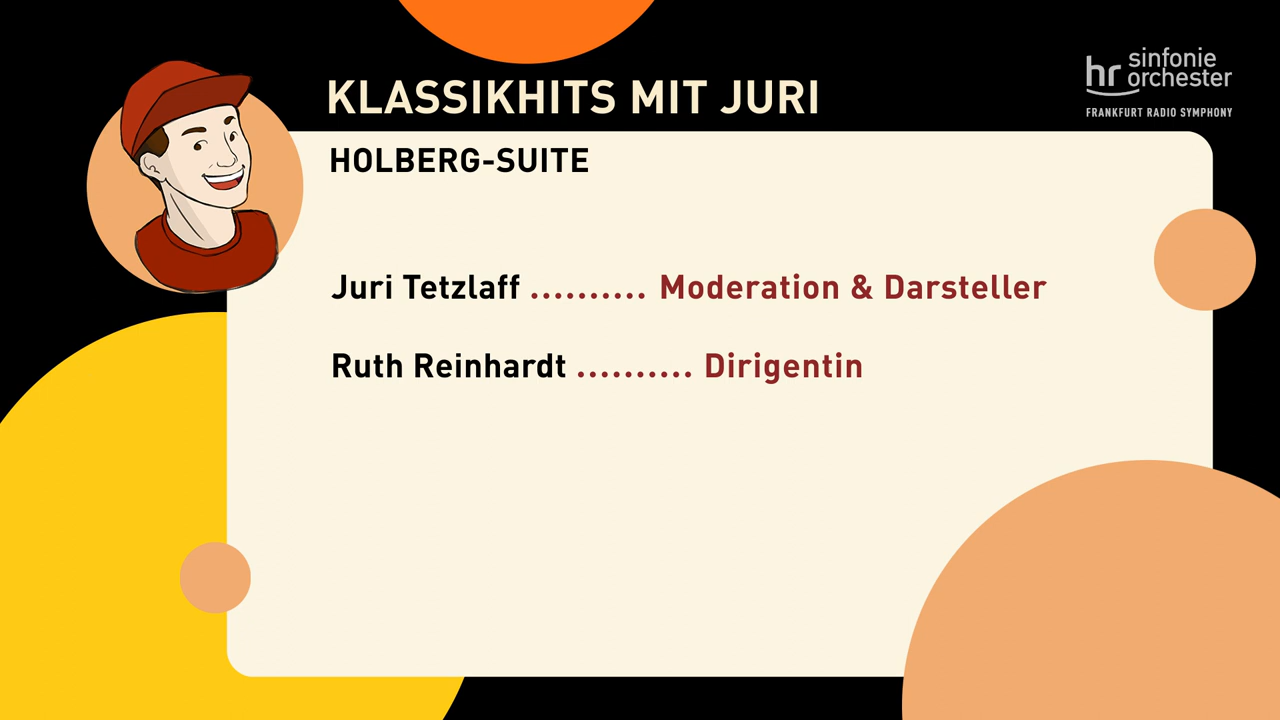 KLASSIKHITS MIT JURI
hr sinfonie
orchester
FRANKFURT RADIO SYMPHONY
HOLBERG-SUITE
Juri Tetzlaff .......... Moderation & Darsteller
Ruth Reinhardt .......... Dirigentin